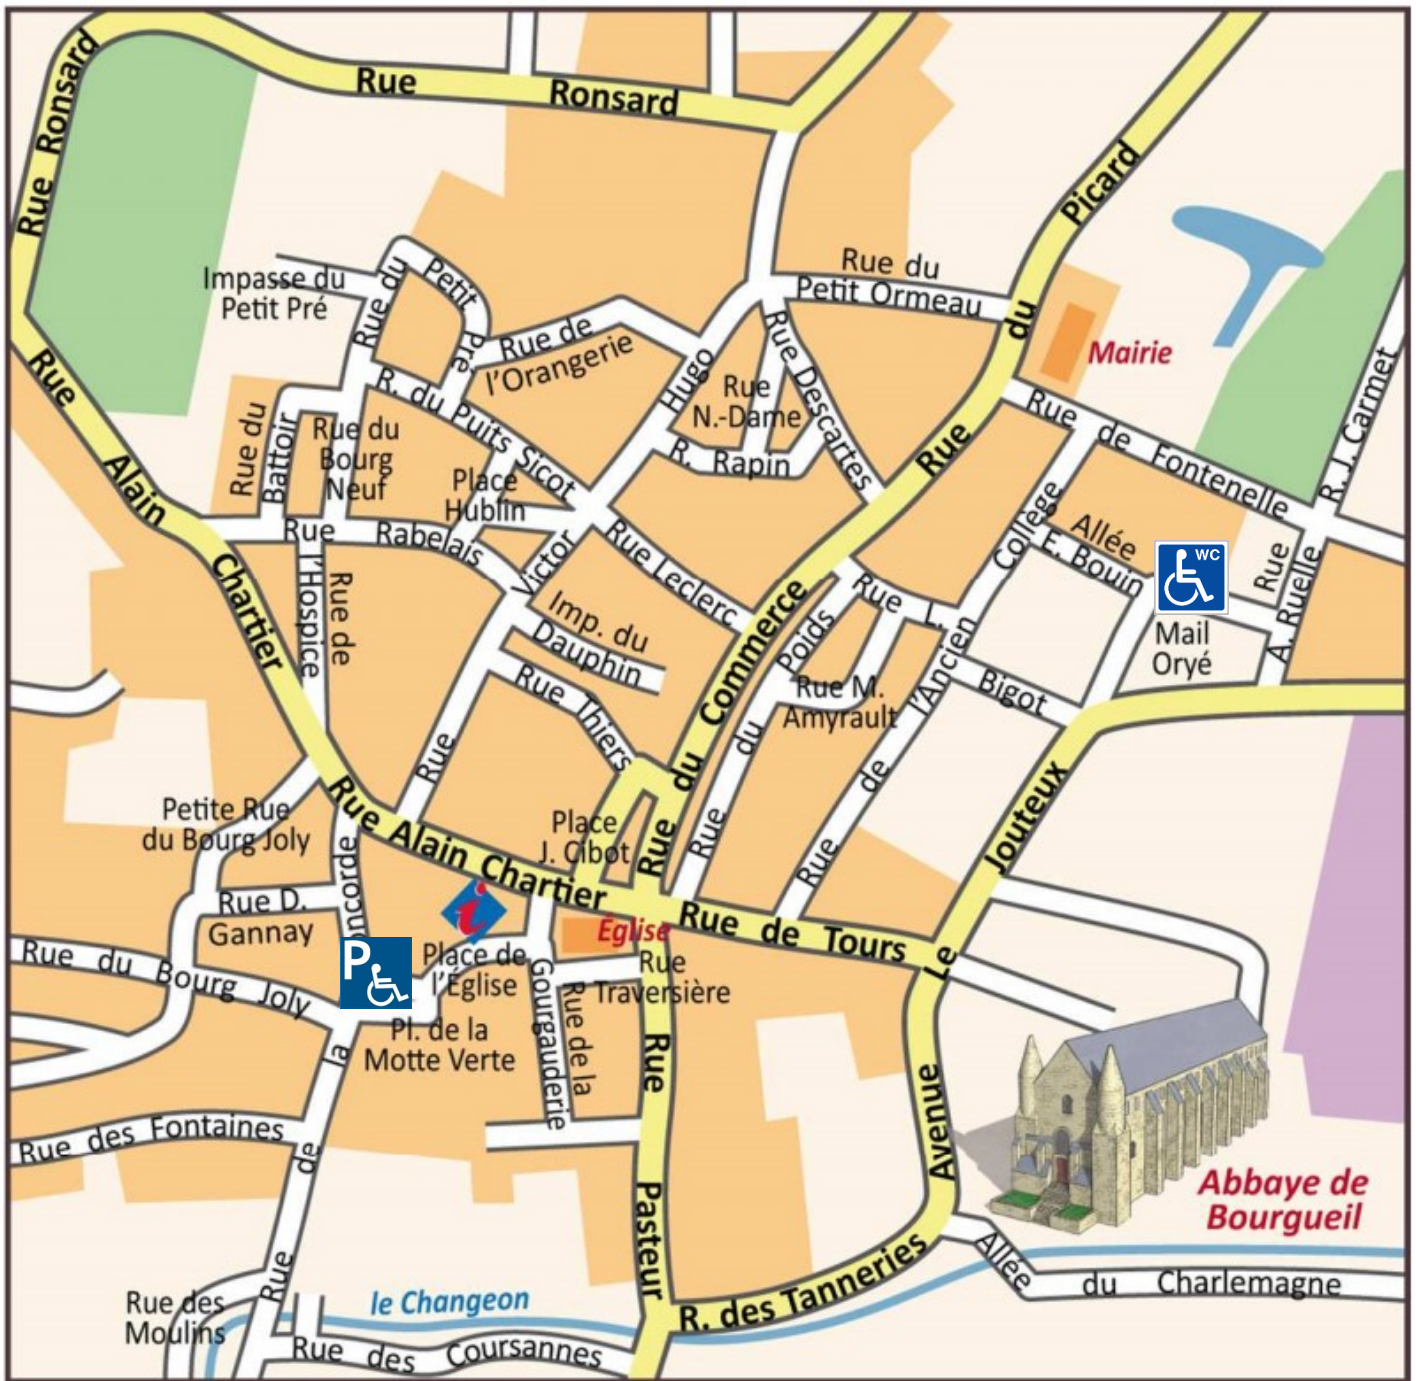 Rue Ronsard
Rue Ronsard
Rue du Picard
Impasse du
Petit Pré
Rue du Petit Pré
Rue de
l'Orangerie
Rue du
Petit Ormeau
Mairie
R. du Puits Sicot
Hugo
Rue
N.-Dame
Rue Descartes
R. Rapin
Rue
Rue de Fontenelle
R. J. Carmet
Rue Alain Chartier
Rue du
Battoir
Rue du
Bourg
Neuf
Place
Hublin
Rue Rabelais
Victor
Rue
Rue Leclerc
Collège
Allée
E. Bouin
WC
Mail
Oryé
Rue
A. Ruelle
Rue de
l'Hospice
Imp. du
Dauphin
Rue Thiers
Rue du Commerce
Rue du Poids
Rue L. Bigot
Rue M.
Amyrault
Rue de l'Ancien
Petite Rue
du Bourg Joly
Rue Alain Chartier
Place
J. Cibot
Avenue Le Jouteux
Rue D.
Gannay
Rue du Bourg Joly
P
i
Place de
l'Église
Église
Rue de Tours
Rue
Traversière
Pl. de la
Motte Verte
Rue de la
Gourgauderie
Rue Pasteur
Rue des Fontaines
Rue de la
Abbaye de
Bourgueil
Rue des
Moulins
le Changeon
Rue des Coursannes
R. des Tanneries
Allée du Charlemagne